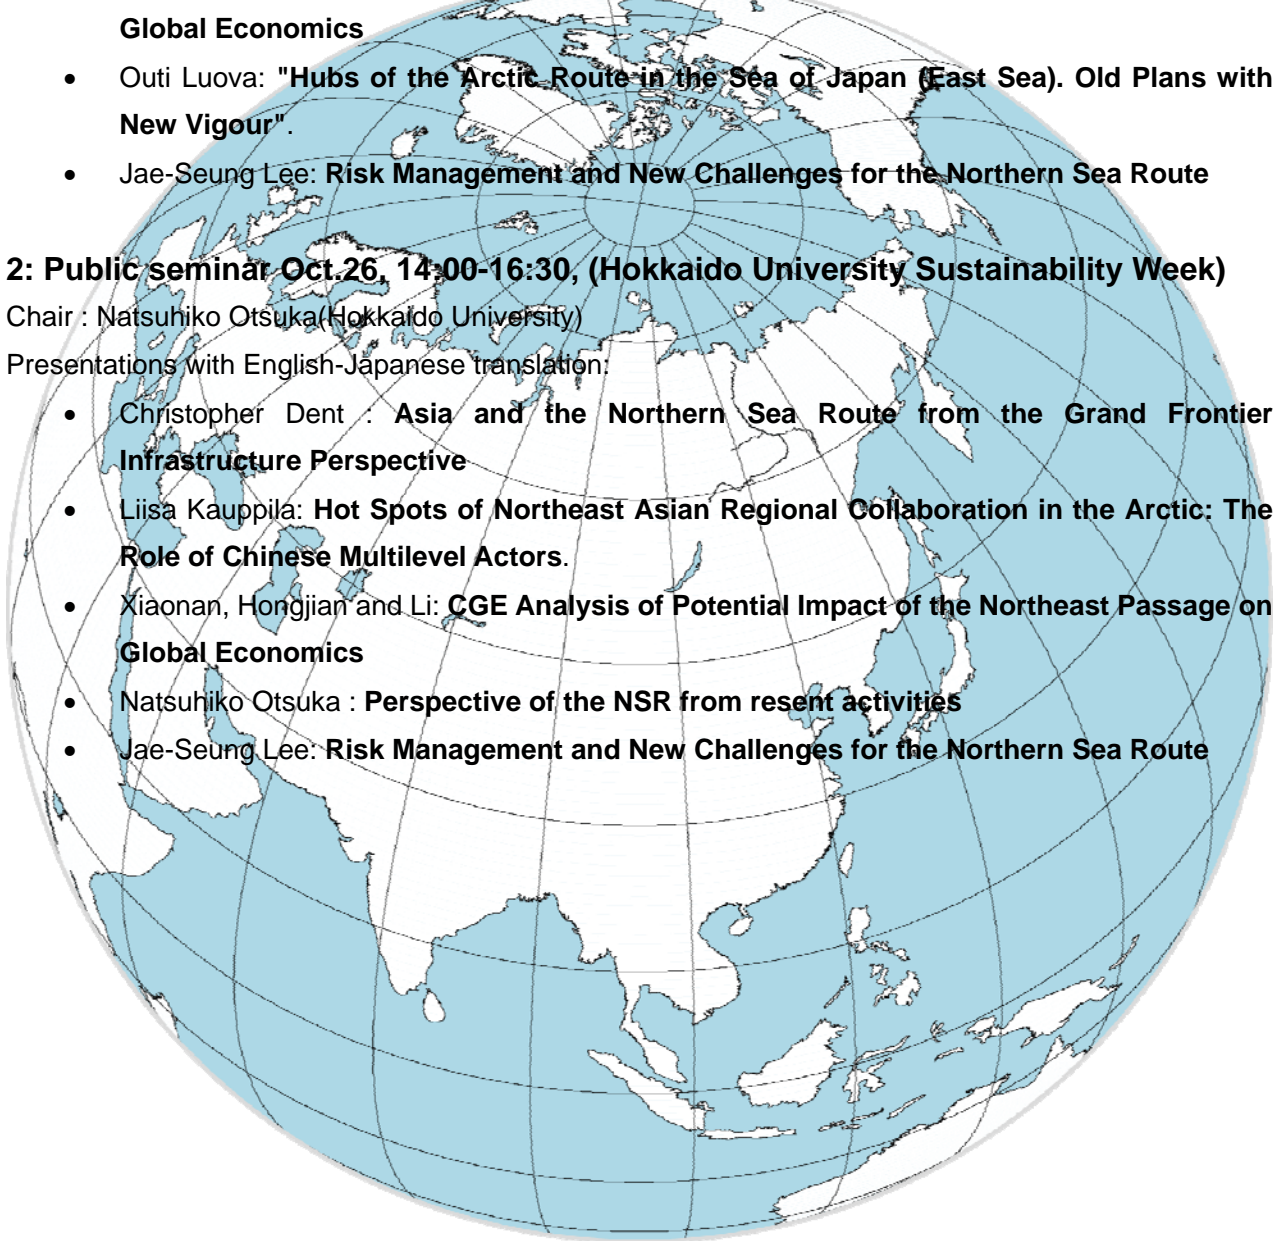 Global Economics
• Outi Luova: "Hubs of the Arctic Route in the Sea of Japan (East Sea). Old Plans with
New Vigour".
• Jae-Seung Lee: Risk Management and New Challenges for the Northern Sea Route
2: Public seminar Oct.26, 14:00-16:30, (Hokkaido University Sustainability Week)
Chair : Natsuhiko Otsuka(Hokkaido University)
Presentations with English-Japanese translation:
• Christopher Dent : Asia and the Northern Sea Route from the Grand Frontier
Infrastructure Perspective
• Liisa Kauppila: Hot Spots of Northeast Asian Regional Collaboration in the Arctic: The
Role of Chinese Multilevel Actors.
• Xiaonan, Hongjian and Li: CGE Analysis of Potential Impact of the Northeast Passage on
Global Economics
• Natsuhiko Otsuka : Perspective of the NSR from resent activities
• Jae-Seung Lee: Risk Management and New Challenges for the Northern Sea Route